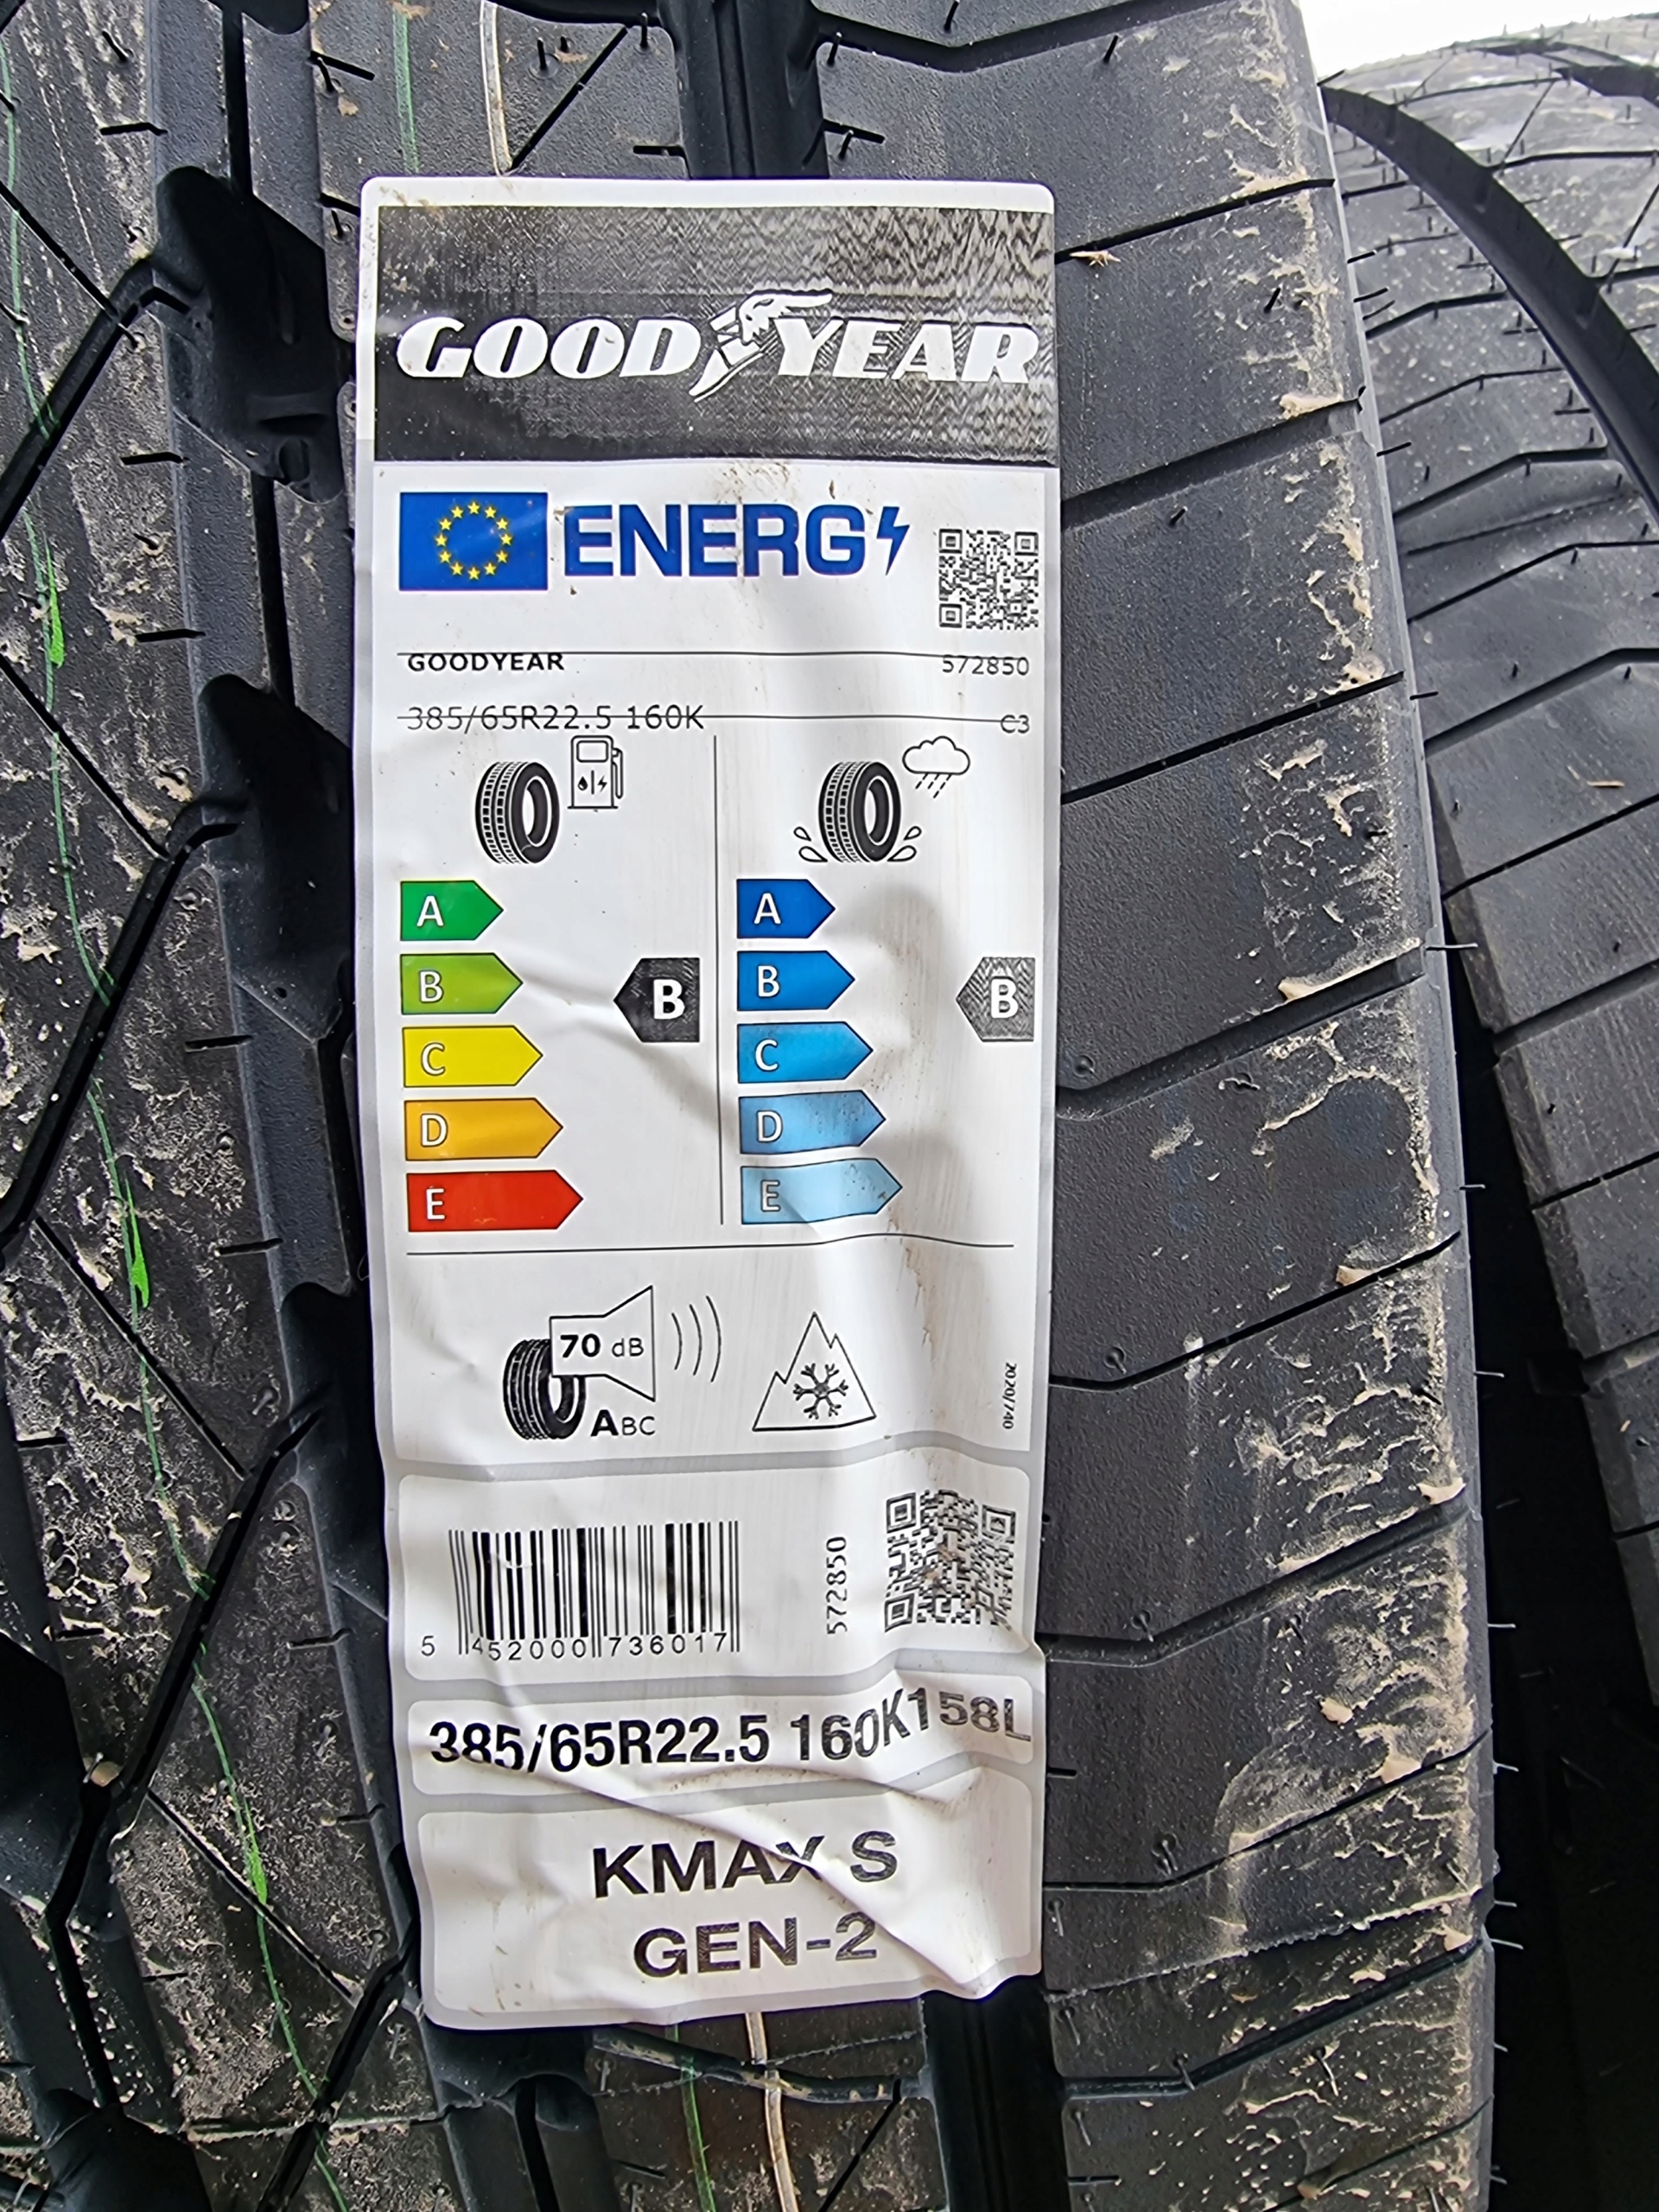 GOODYEAR
ENERG
GOODYEAR 572850
385/65R22.5 160K C3
A A
B B B B
C C
D D
E E
70 dB
ABC
2020/740
5 452000 736017
572850
385/65R22.5 160K158L
KMAX S
GEN-2